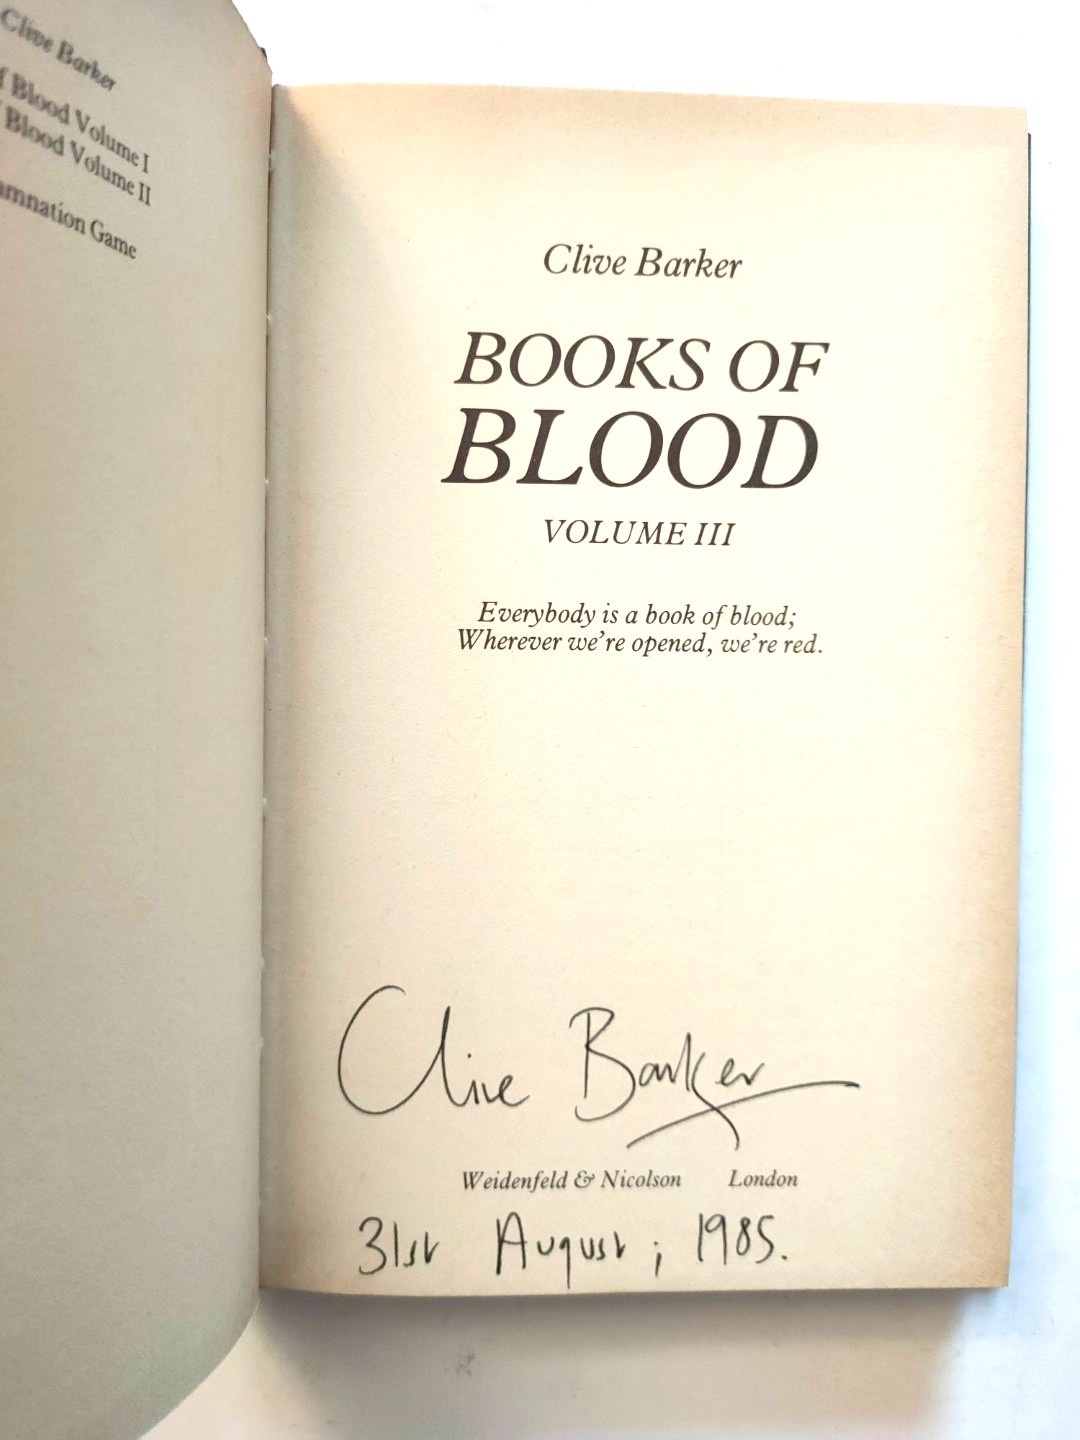 Clive Barker
Blood Volume I
Blood Volume II
Game
Clive Barker
BOOKS OF
BLOOD
VOLUME III
Everybody is a book of blood;
Wherever we're opened, we're red.
Clive Barker
Weidenfeld & Nicolson London
31st August; 1985.